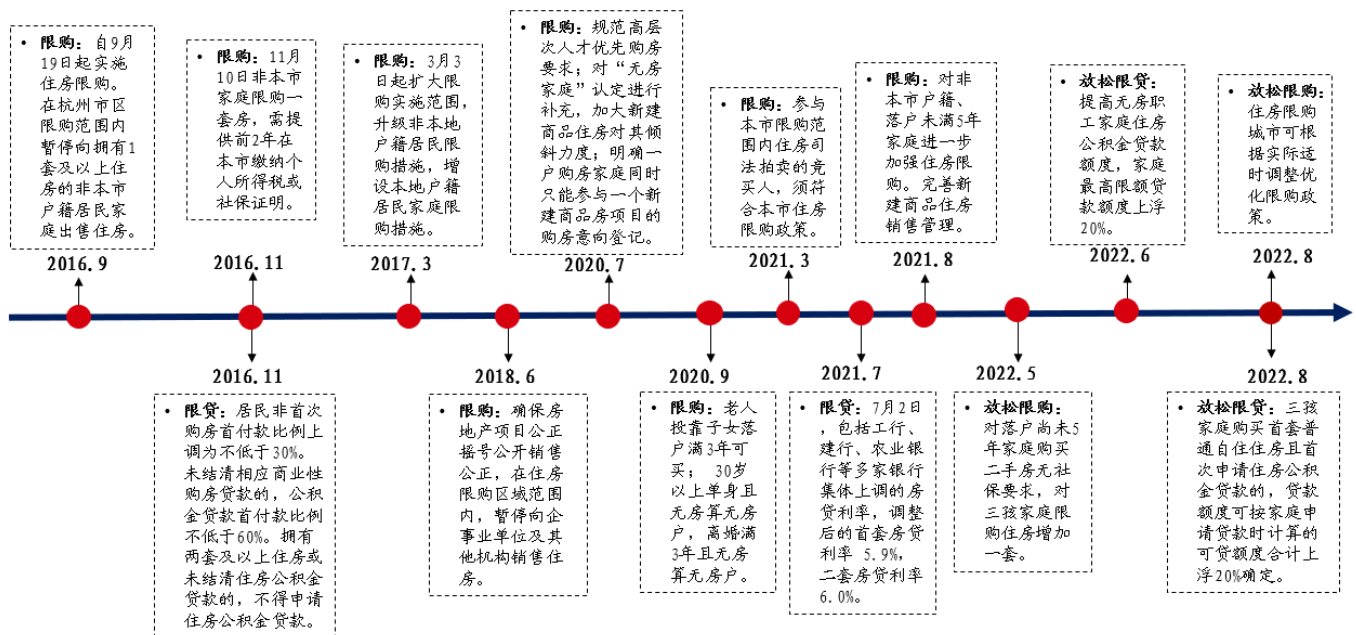 • 限购：自9月
19日起实施
住房限购。
在杭州市区
限购范围内
暂停向拥有1
套及以上住
房的非本市
户籍居民家
庭出售住房。
2016.9
• 限购：11月
10日非本市
家庭限购一
套房，需提
供前2年在
本市缴纳个
人所得税或
社保证明。
2016.11
• 限购：3月3
日起扩大限
购实施范围，
升级非本地
户籍居民限
购措施，增
设本地户籍
居民家庭限
购措施。
2017.3
• 限购：规范高层
次人才优先购房
要求；对“无房
家庭”认定进行
补充，加大新建
商品住房对其倾
斜力度；明确一
户购房家庭同时
只能参与一个新
建商品房项目的
购房意向登记。
2020.7
• 限购：参与
本市限购范
围内住房司
法拍卖的竞
买人，须符
合本市住房
限购政策。
2021.3
• 限购：对非
本市户籍、
落户未满5年
家庭进一步
加强住房限
购。完善新
建商品住房
销售管理。
2021.8
• 放松限贷：
提高无房职
工家庭住房
公积金贷款
额度，家庭
最高限额贷
款额度上浮
20%。
2022.6
• 放松限购：
住房限购
城市可根
据实际适
时调整优
化限购政
策。
2022.8
2016.11
• 限贷：居民非首次
购房首付款比例上
调为不低于30%。
未结清相应商业性
购房贷款的，公积
金贷款首付款比例
不低于60%。拥有
两套及以上住房或
未结清住房公积金
贷款的，不得申请
住房公积金贷款。
2018.6
• 限购：确保房
地产项目公正
摇号公开销售
公正，在住房
限购区域范围
内，暂停向企
事业单位及其
他机构销售住
房。
2020.9
• 限购：老人
投靠子女落
户满3年可
买； 30岁
以上单身且
无房算无房
户，离婚满
3年且无房
算无房户。
2021.7
• 限贷：7月2日
，包括工行、
建行、农业银
行等多家银行
集体上调的房
贷利率，调整
后的首套房贷
利率 5.9%，
二套房贷利率
6.0%。
2022.5
• 放松限购：
对落户尚未5
年家庭购买
二手房无社
保要求，对
三孩家庭限
购住房增加
一套。
2022.8
• 放松限贷：三孩
家庭购买首套普
通自住住房且首
次申请住房公积
金贷款的，贷款
额度可按家庭申
请贷款时计算的
可贷额度合计上
浮20%确定。